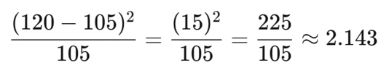 (120 − 105)² / 105 = (15)² / 105 = 225 / 105 ≈ 2.143